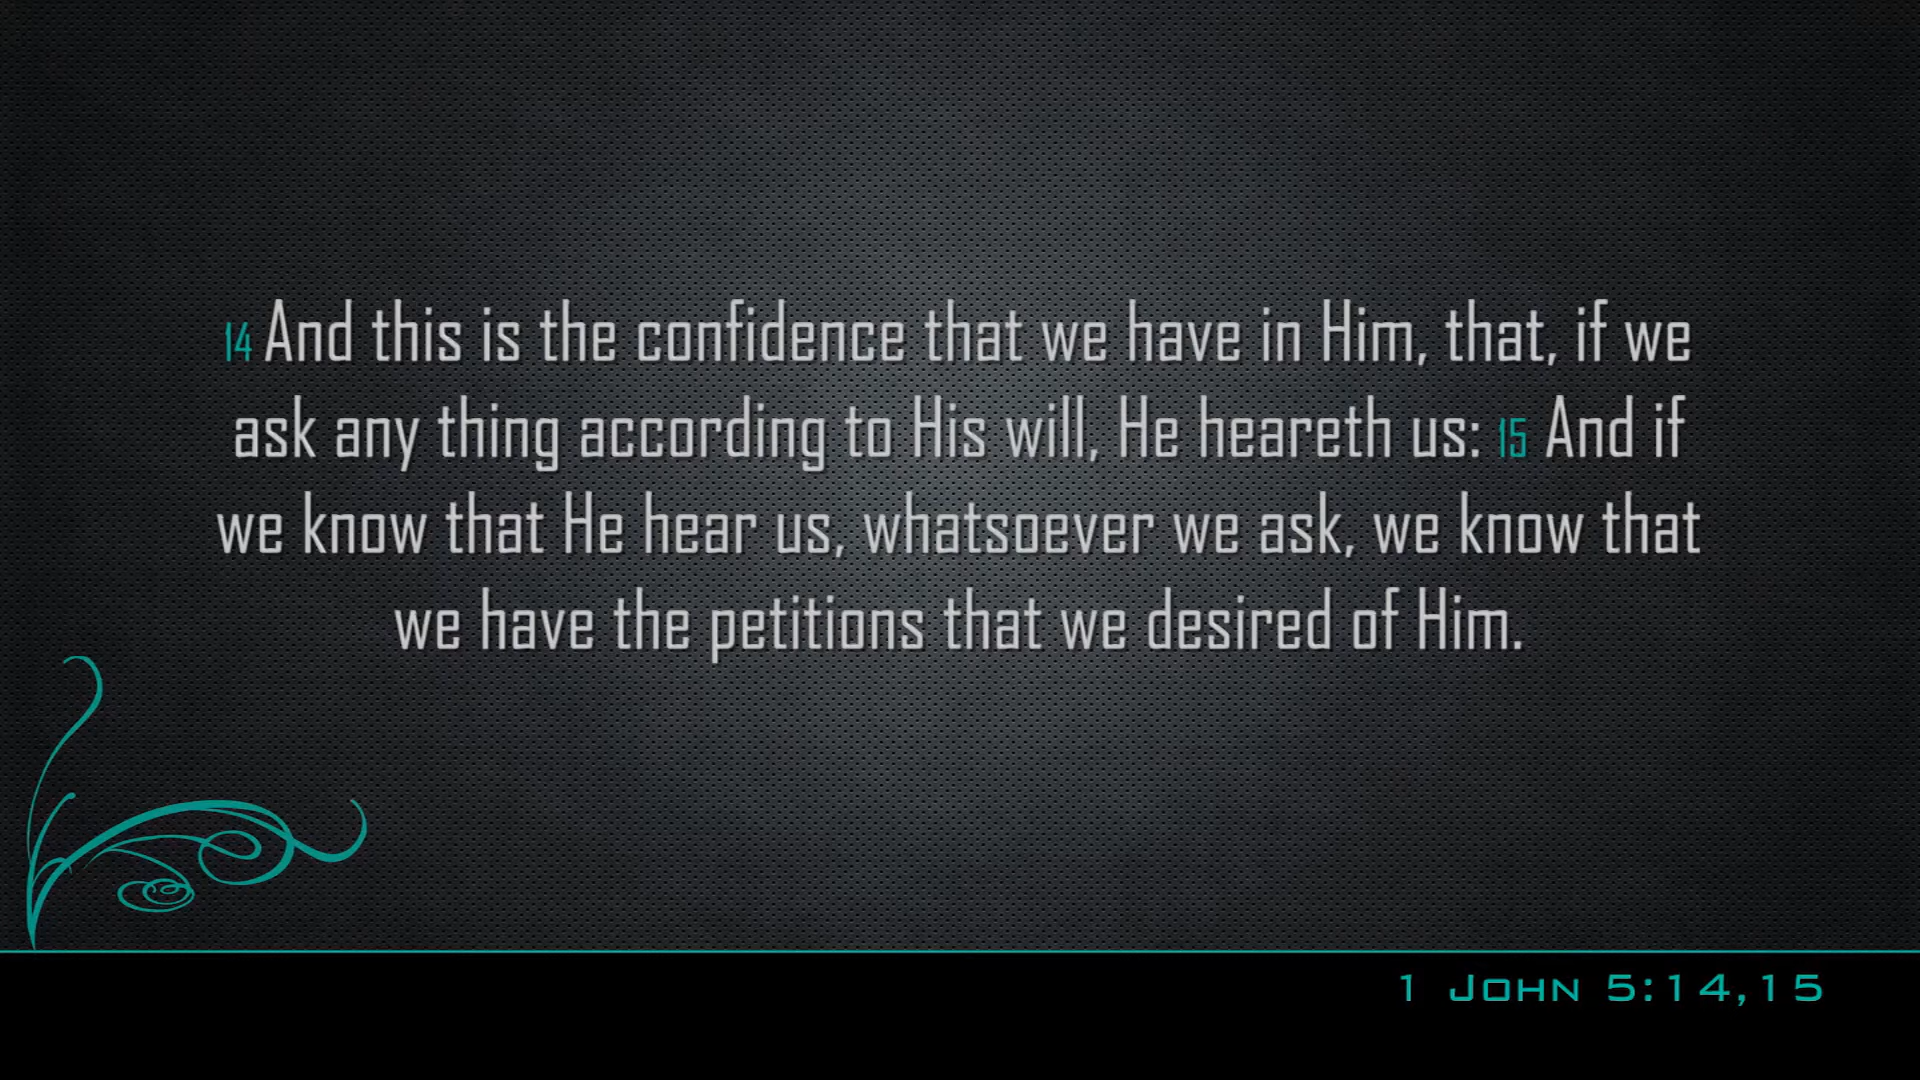 14 And this is the confidence that we have in Him, that, if we
ask any thing according to His will, He heareth us: 15 And if
we know that He hear us, whatsoever we ask, we know that
we have the petitions that we desired of Him.
1 John 5:14,15